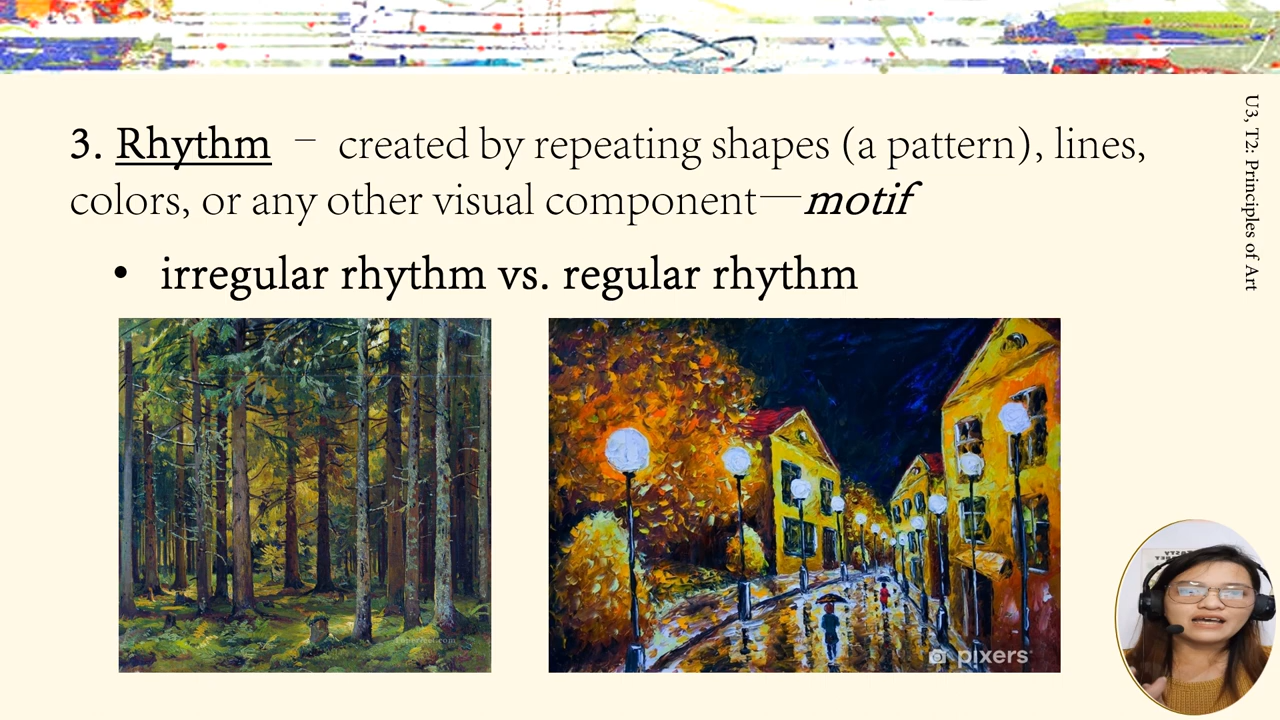 3. Rhythm – created by repeating shapes (a pattern), lines,
colors, or any other visual component—motif
• irregular rhythm vs. regular rhythm
U3, T2: Principles of Art
pixers